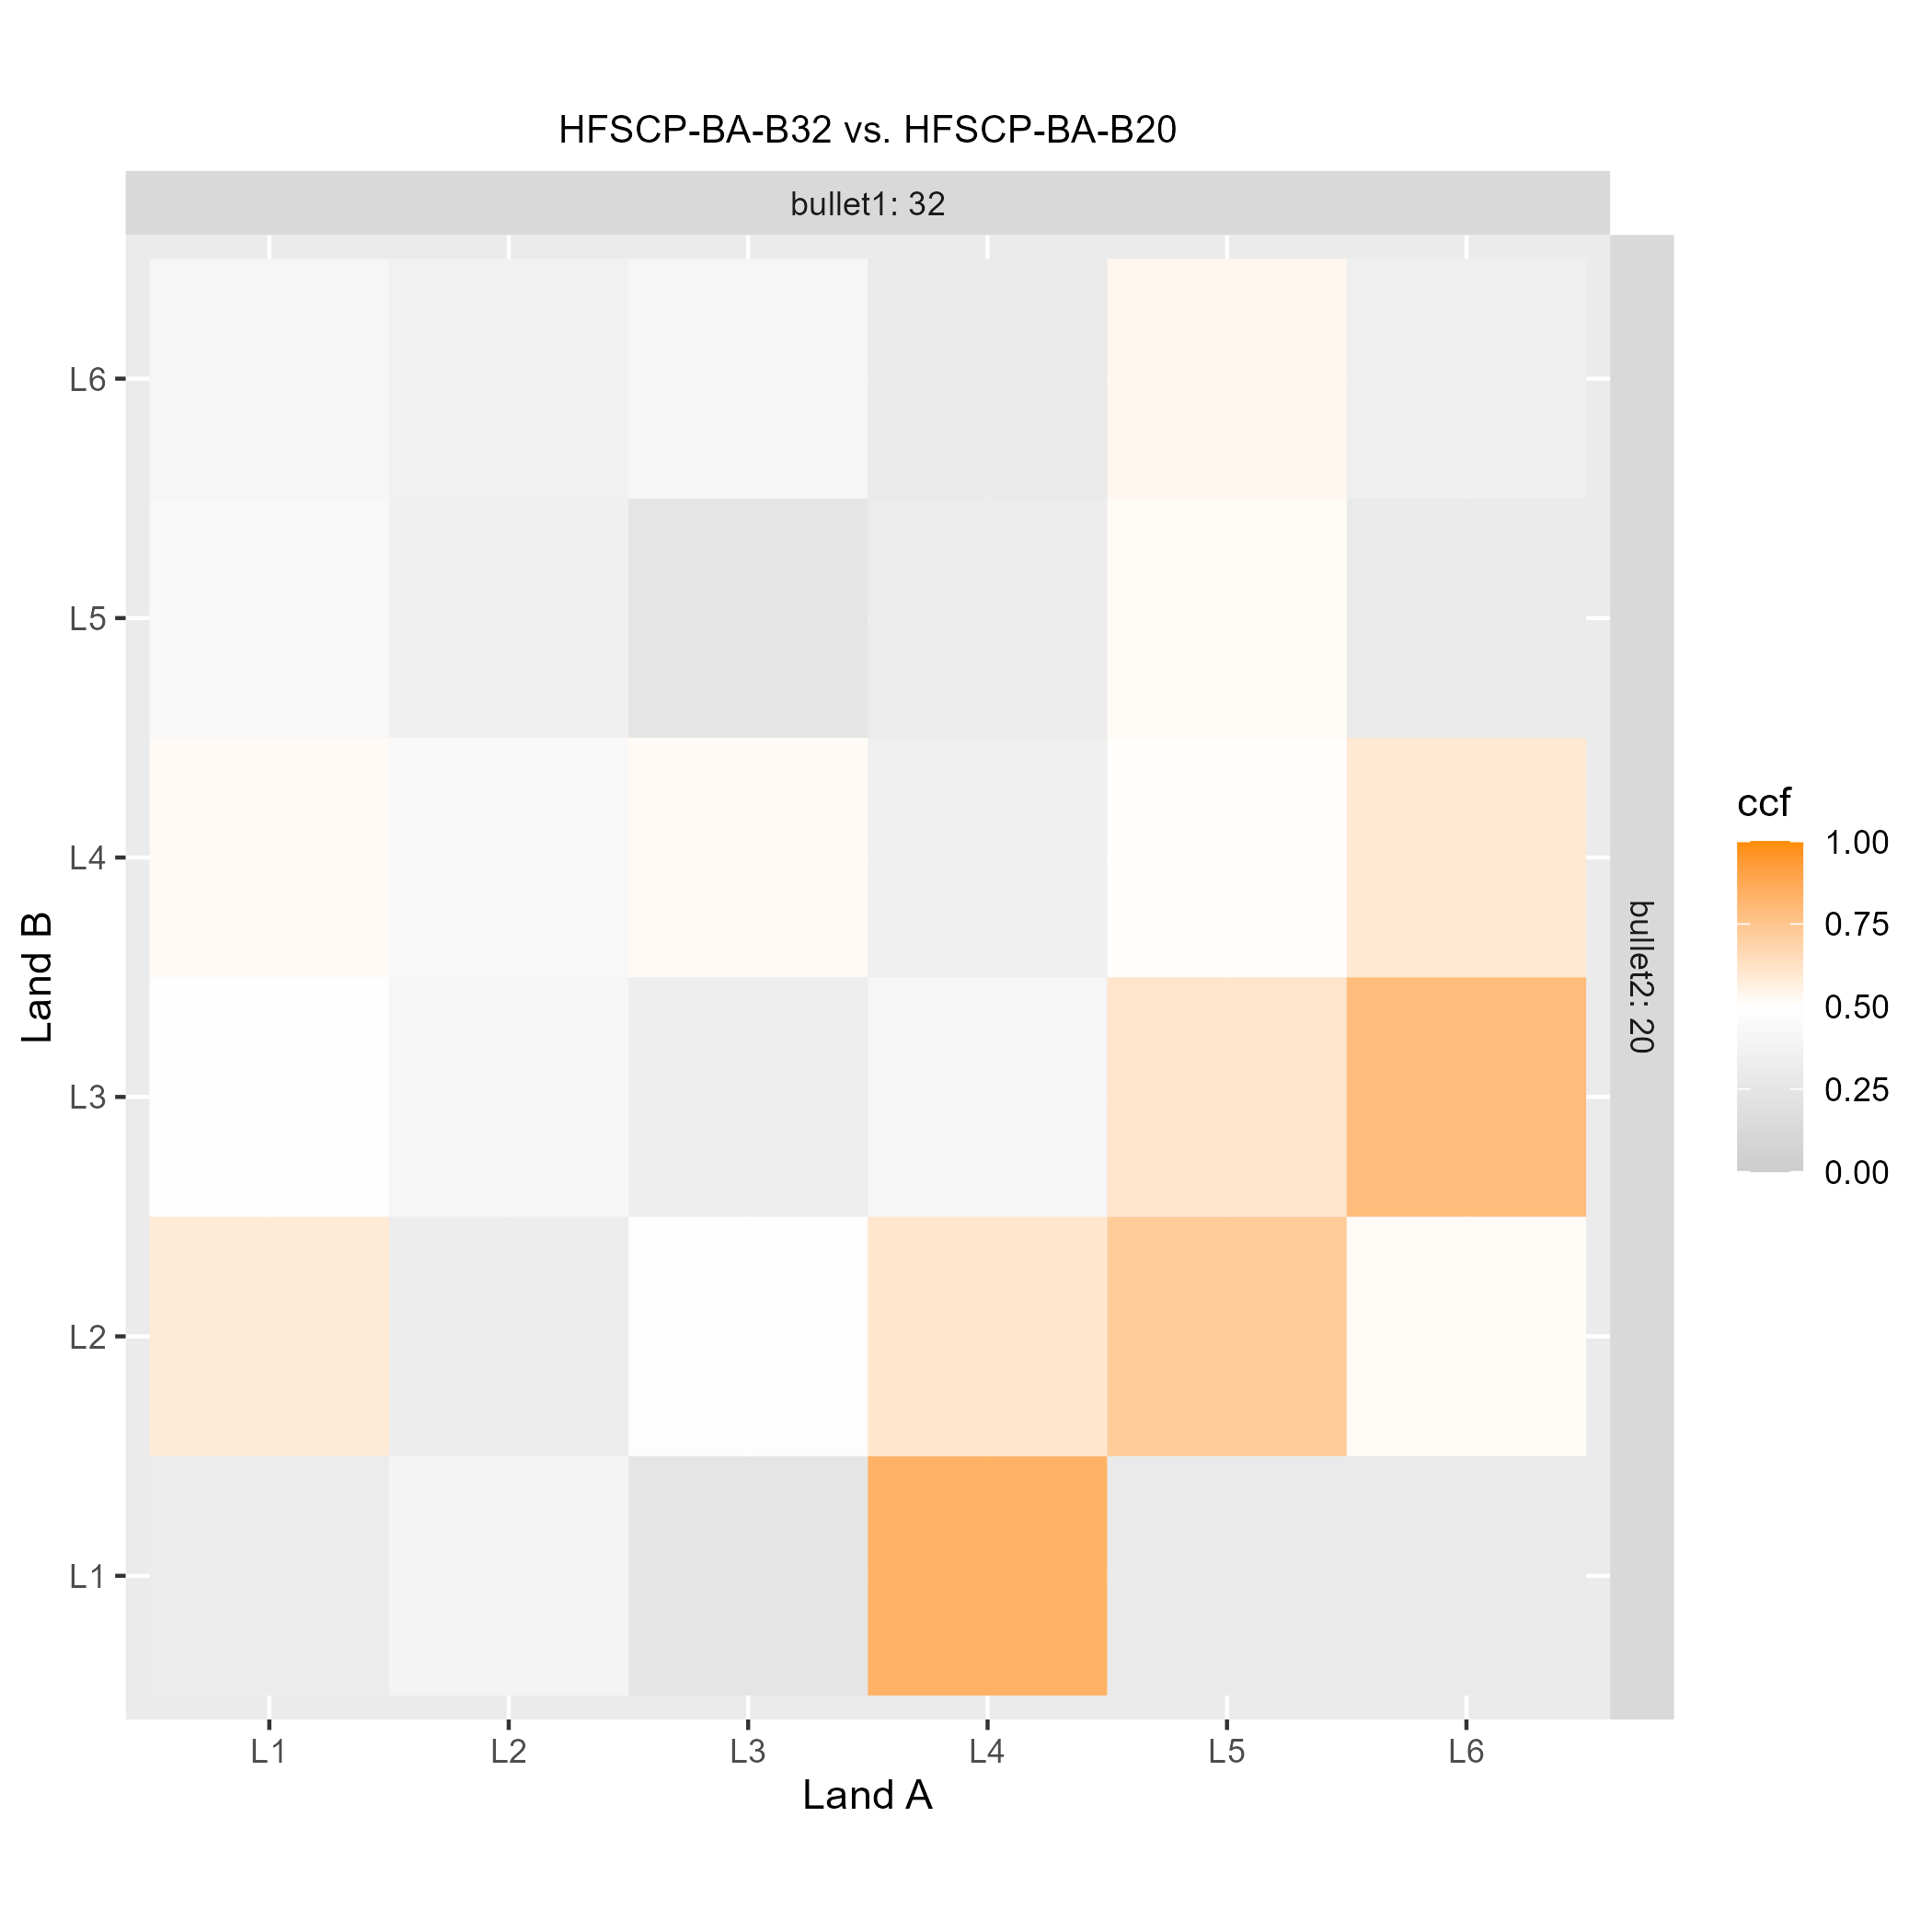 HFSCP-BA-B32 vs. HFSCP-BA-B20
bullet1: 32
L6
L5
L4
L3
L2
L1
Land B
bullet2: 20
L1 L2 L3 L4 L5 L6
Land A
ccf
1.00
0.75
0.50
0.25
0.00